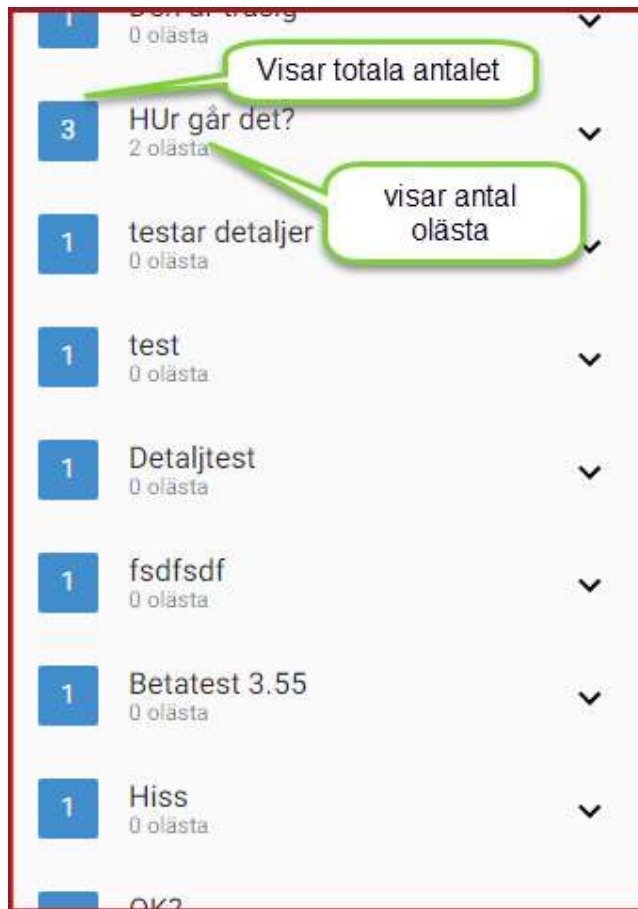 1
0 olästa
Visar totala antalet
3
HUr går det?
2 olästa
visar antal
olästa
1
testar detaljer
0 olästa
1
test
0 olästa
1
Detaljtest
0 olästa
1
fsdfsdf
0 olästa
1
Betatest 3.55
0 olästa
1
Hiss
0 olästa
OK?